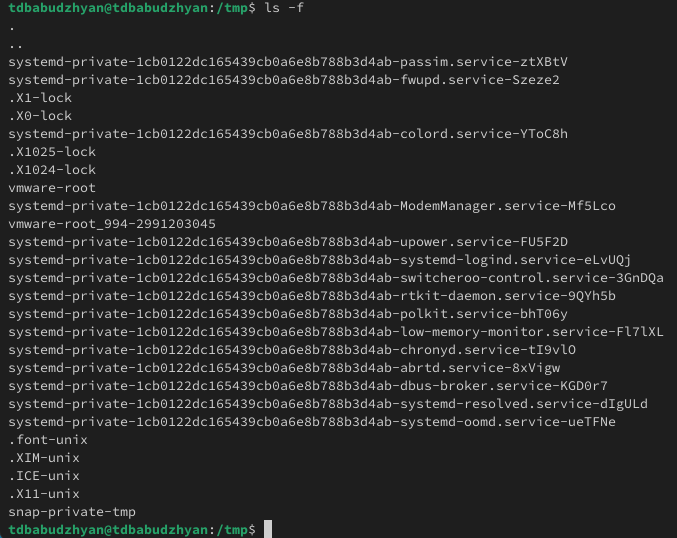 tdbabudzhyan@tdbabudzhyan:/tmp$ ls -f
.
..
systemd-private-1cb0122dc165439cb0a6e8b788b3d4ab-passim.service-ztXBtV
systemd-private-1cb0122dc165439cb0a6e8b788b3d4ab-fwupd.service-Szeze2
.X1-lock
.X0-lock
systemd-private-1cb0122dc165439cb0a6e8b788b3d4ab-colord.service-YToC8h
.X1025-lock
.X1024-lock
vmware-root
systemd-private-1cb0122dc165439cb0a6e8b788b3d4ab-ModemManager.service-Mf5Lco
vmware-root_994-2991203045
systemd-private-1cb0122dc165439cb0a6e8b788b3d4ab-upower.service-FU5F2D
systemd-private-1cb0122dc165439cb0a6e8b788b3d4ab-systemd-logind.service-eLvUQj
systemd-private-1cb0122dc165439cb0a6e8b788b3d4ab-switcheroo-control.service-3GnDQa
systemd-private-1cb0122dc165439cb0a6e8b788b3d4ab-rtkit-daemon.service-9QYh5b
systemd-private-1cb0122dc165439cb0a6e8b788b3d4ab-polkit.service-bhT06y
systemd-private-1cb0122dc165439cb0a6e8b788b3d4ab-low-memory-monitor.service-Fl7lXL
systemd-private-1cb0122dc165439cb0a6e8b788b3d4ab-chronyd.service-tI9vlO
systemd-private-1cb0122dc165439cb0a6e8b788b3d4ab-abrtd.service-8xVigw
systemd-private-1cb0122dc165439cb0a6e8b788b3d4ab-dbus-broker.service-KGD0r7
systemd-private-1cb0122dc165439cb0a6e8b788b3d4ab-systemd-resolved.service-dIgULd
systemd-private-1cb0122dc165439cb0a6e8b788b3d4ab-systemd-oomd.service-ueTFNe
.font-unix
.XIM-unix
.ICE-unix
.X11-unix
snap-private-tmp
tdbabudzhyan@tdbabudzhyan:/tmp$